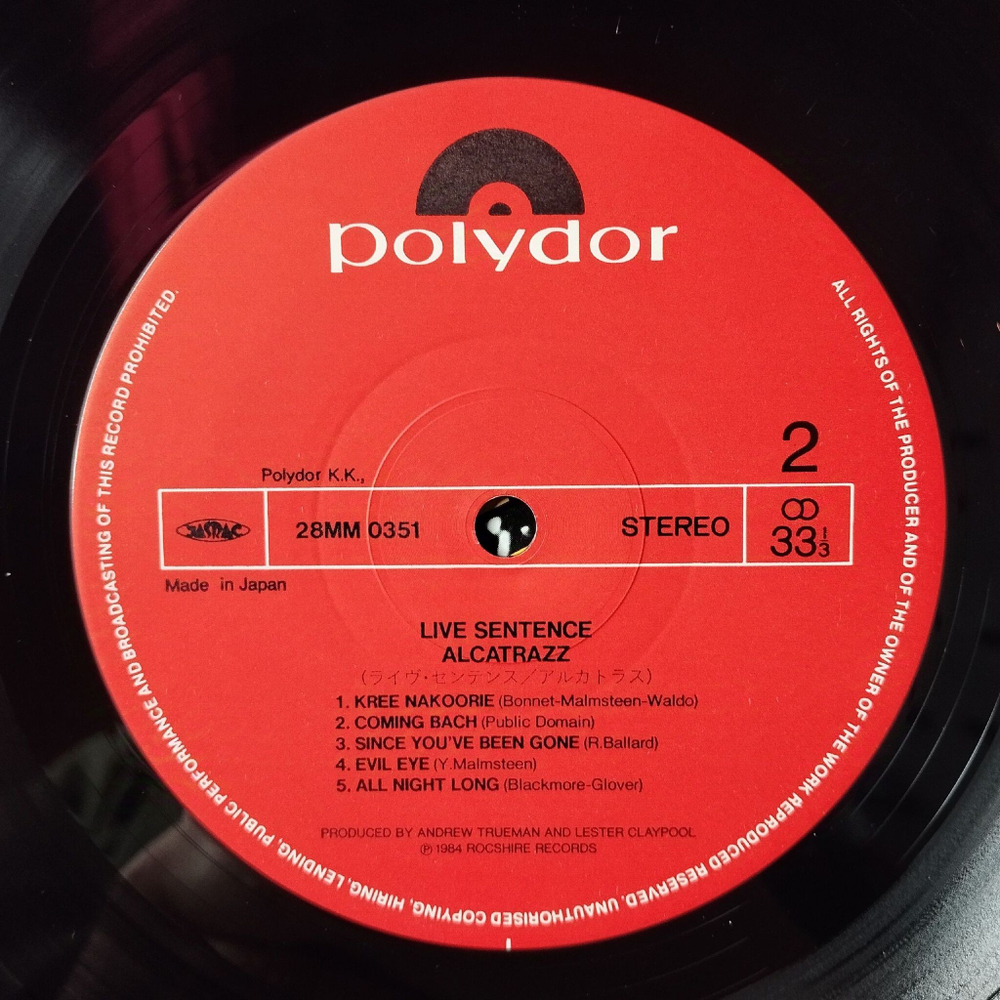 polydor
ALL RIGHTS OF THE PRODUCER AND OF THE OWNER OF THE WORK REPRODUCED RESERVED. UNAUTHORISED COPYING, HIRING, LENDING, PUBLIC PERFORMANCE AND BROADCASTING OF THIS RECORD PROHIBITED.
2
Polydor K.K.,
JASRAC
28MM 0351
STEREO
33 1/3
Made in Japan
LIVE SENTENCE
ALCATRAZZ
(ライヴ・センテンス/アルカトラス)
1. KREE NAKOORIE (Bonnet-Malmsteen-Waldo)
2. COMING BACH (Public Domain)
3. SINCE YOU'VE BEEN GONE (R.Ballard)
4. EVIL EYE (Y.Malmsteen)
5. ALL NIGHT LONG (Blackmore-Glover)
PRODUCED BY ANDREW TRUEMAN AND LESTER CLAYPOOL
℗ 1984 ROCSHIRE RECORDS